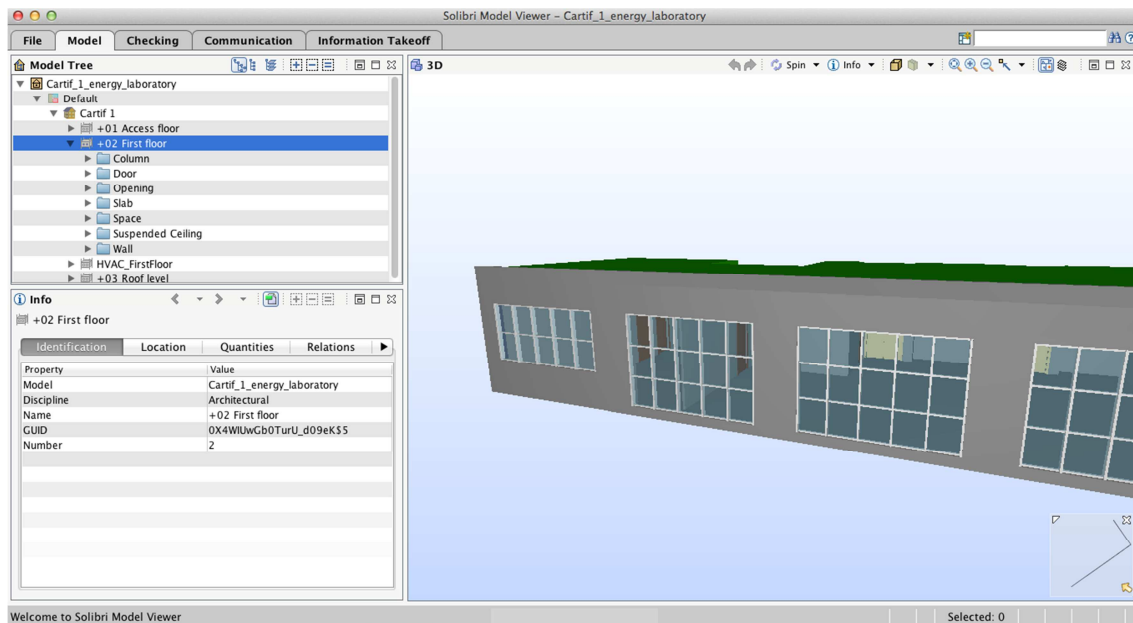 Solibri Model Viewer – Cartif_1_energy_laboratory
File Model Checking Communication Information Takeoff
Model Tree
Cartif_1_energy_laboratory
Default
Cartif 1
+01 Access floor
+02 First floor
Column
Door
Opening
Slab
Space
Suspended Ceiling
Wall
HVAC_FirstFloor
+03 Roof level
Info
+02 First floor
Identification Location Quantities Relations
Property Value
Model Cartif_1_energy_laboratory
Discipline Architectural
Name +02 First floor
GUID 0X4WIUwGb0TurU_d09eK$5
Number 2
3D Spin Info
Welcome to Solibri Model Viewer Selected: 0